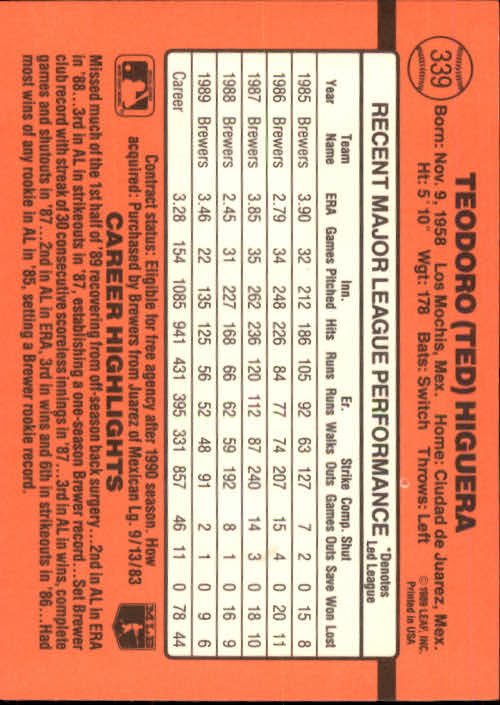 339
TEODORO (TED) HIGUERA
Born: Nov. 9, 1958 Los Mochis, Mex. Home: Ciudad de Juarez, Mex.
Ht: 5' 10" Wgt: 178 Bats: Switch Throws: Left
© 1989 LEAF, INC.
Printed in USA
RECENT MAJOR LEAGUE PERFORMANCE *Denotes Led League
Team Inn. Er. Strike Comp. Shut
Year Name ERA Games Pitched Hits Runs Runs Walks Outs Games Outs Save Won Lost
1985 Brewers 3.90 32 212 186 105 92 63 127 7 2 0 15 8
1986 Brewers 2.79 34 248 226 84 77 74 207 15 4 0 20 11
1987 Brewers 3.85 35 262 236 120 112 87 240 14 3 0 18 10
1988 Brewers 2.45 31 227 168 66 62 59 192 8 1 0 16 9
1989 Brewers 3.46 22 135 125 56 52 48 91 2 1 0 9 6
Career 3.28 154 1085 941 431 395 331 857 46 11 0 78 44
Contract status: Eligible for free agency after 1990 season. How
acquired: Purchased by Brewers from Juarez of Mexican Lg. 9/13/83
CAREER HIGHLIGHTS
Missed much of the 1st half of '89 recovering from off-season back surgery ...2nd in AL in ERA
in '88...3rd in AL in strikeouts in '87, establishing a one-season Brewer record...Set Brewer
club record with streak of 30 consecutive scoreless innings in '87... 3rd in AL in wins, complete
games and shutouts in '87...2nd in AL in ERA, 3rd in wins and 6th in strikeouts in '86...Had
most wins of any rookie in AL in '85, setting a Brewer rookie record.